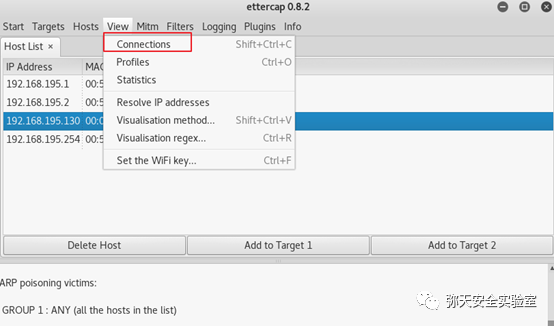 ettercap 0.8.2
Start Targets Hosts View Mitm Filters Logging Plugins Info
Host List ×
Connections Shift+Ctrl+C
Profiles Ctrl+O
Statistics
Resolve IP addresses
Visualisation method... Shift+Ctrl+V
Visualisation regex... Ctrl+R
Set the WiFi key... Ctrl+F
IP Address MAC
192.168.195.1 00:5
192.168.195.2 00:5
192.168.195.130 00:0
192.168.195.254 00:5
Delete Host Add to Target 1 Add to Target 2
ARP poisoning victims:
GROUP 1 : ANY (all the hosts in the list)
弥天安全实验室